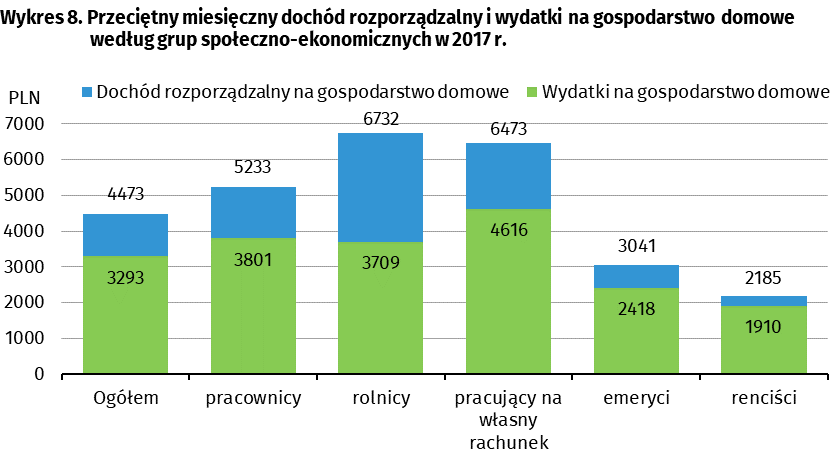 Wykres 8. Przeciętny miesięczny dochód rozporządzalny i wydatki na gospodarstwo domowe
według grup społeczno-ekonomicznych w 2017 r.
PLN
Dochód rozporządzalny na gospodarstwo domowe
Wydatki na gospodarstwo domowe
7000
6000
5000
4000
3000
2000
1000
0
4473
5233
6732
6473
3041
2185
3293
3801
3709
4616
2418
1910
Ogółem
pracownicy
rolnicy
pracujący na
własny
rachunek
emeryci
renciści